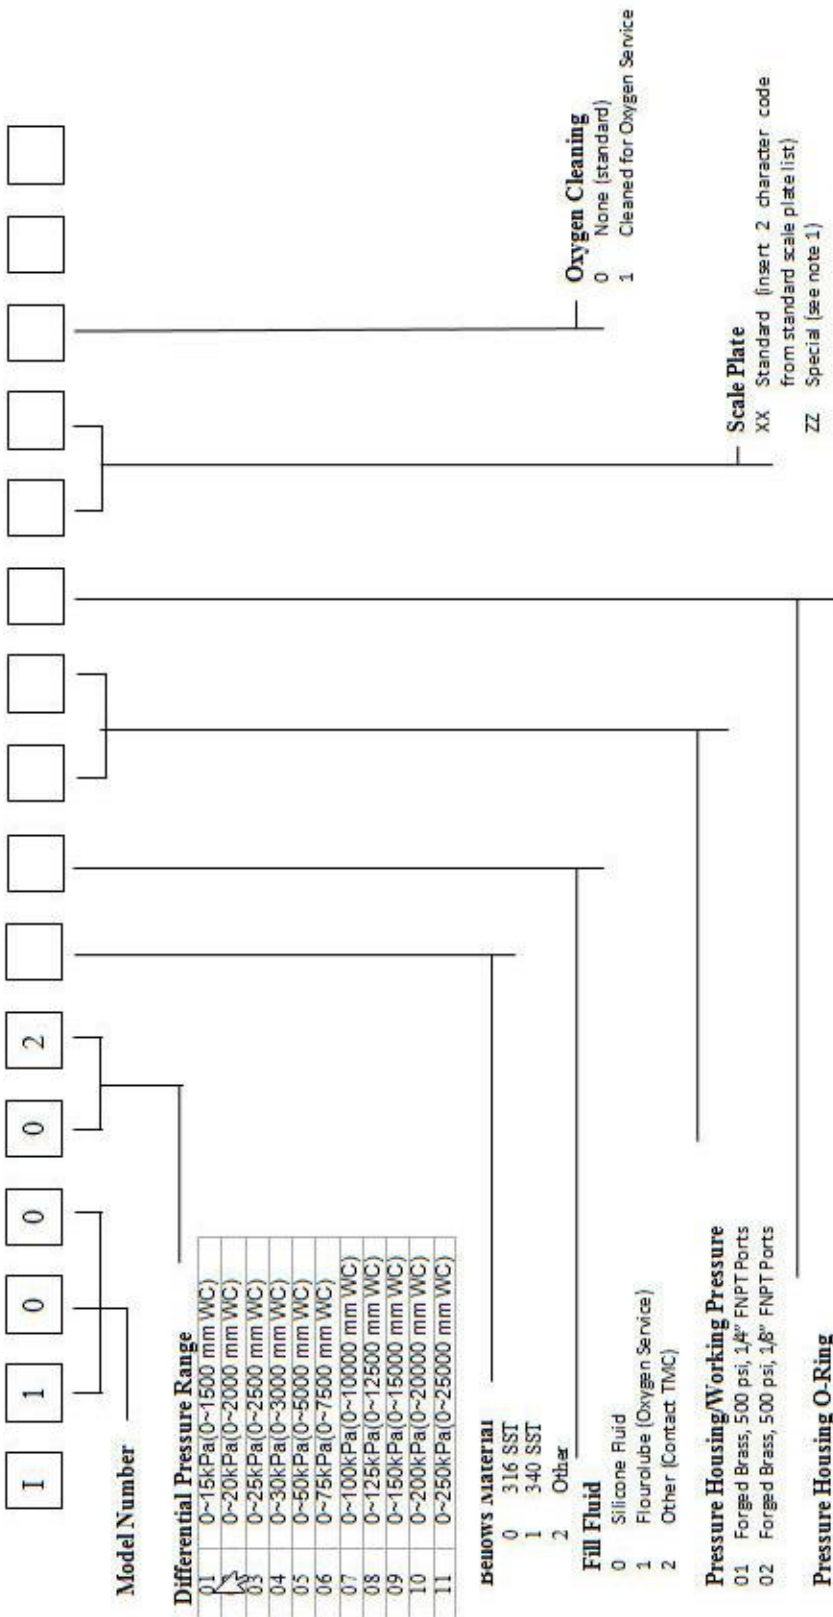 I 1 0 0 0 2
Model Number
Differential Pressure Range
01 0~15kPa(0~1500 mm WC)
0~20kPa(0~2000 mm WC)
03 0~25kPa(0~2500 mm WC)
04 0~30kPa(0~3000 mm WC)
05 0~50kPa(0~5000 mm WC)
06 0~75kPa(0~7500 mm WC)
07 0~100kPa(0~10000 mm WC)
08 0~125kPa(0~12500 mm WC)
09 0~150kPa(0~15000 mm WC)
10 0~200kPa(0~20000 mm WC)
11 0~250kPa(0~25000 mm WC)
Bellows Material
0 316 SST
1 340 SST
2 Other
Fill Fluid
0 Silicone Fluid
1 Flourolube (Oxygen Service)
2 Other (Contact TMC)
Pressure Housing/Working Pressure
01 Forged Brass, 500 psi, 1/4" FNPT Ports
02 Forged Brass, 500 psi, 1/8" FNPT Ports
Pressure Housing O-Ring
Scale Plate
XX Standard (insert 2 character code
from standard scale plate list)
ZZ Special (see note 1)
Oxygen Cleaning
0 None (standard)
1 Cleaned for Oxygen Service